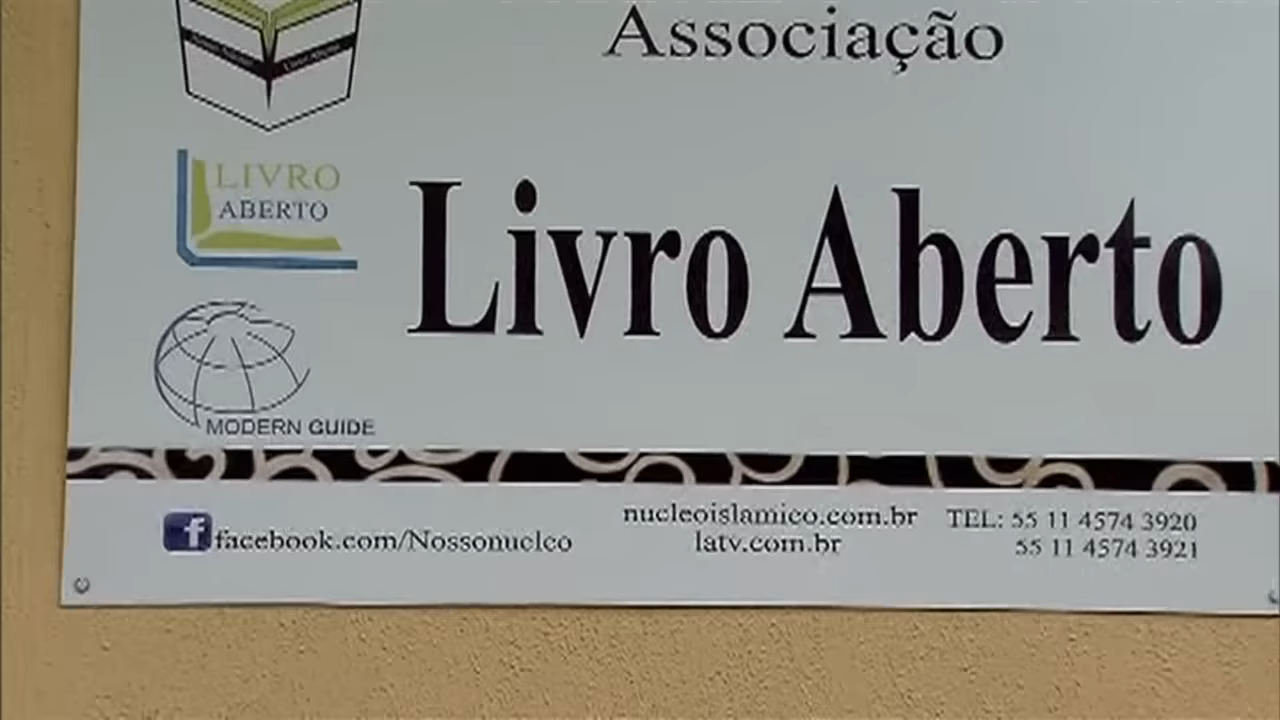 Associação
LIVRO
ABERTO
Livro Aberto
MODERN GUIDE
facebook.com/Nossonucleo
nucleoislamico.com.br
latv.com.br
TEL: 55 11 4574 3920
55 11 4574 3921